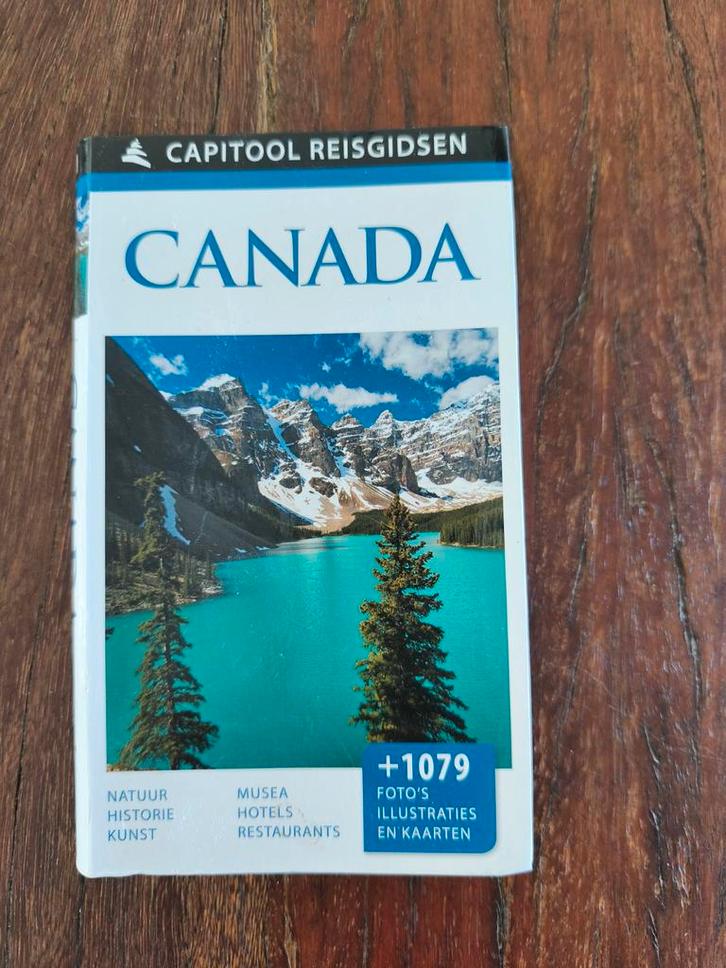 CAPITOOL REISGIDSEN
CANADA
NATUUR
HISTORIE
KUNST
MUSEA
HOTELS
RESTAURANTS
+1079
FOTO'S
ILLUSTRATIES
EN KAARTEN